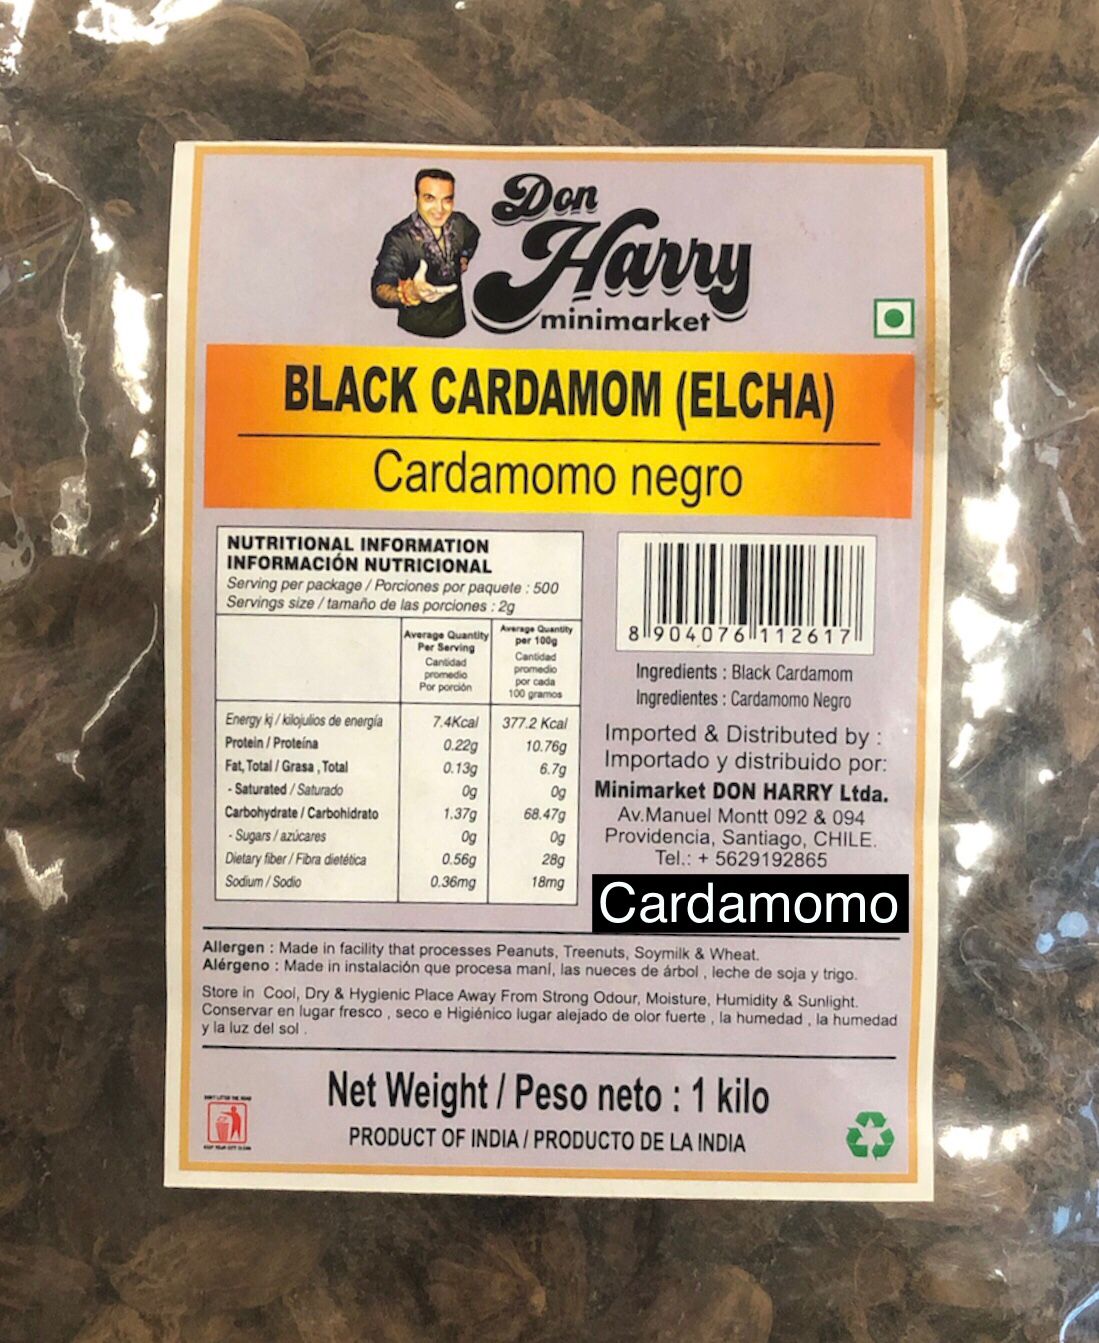 Don
Harry
minimarket
BLACK CARDAMOM (ELCHA)
Cardamomo negro
NUTRITIONAL INFORMATION
INFORMACIÓN NUTRICIONAL
Serving per package / Porciones por paquete : 500
Servings size / tamaño de las porciones : 2g
Average Quantity
Per Serving
Cantidad
promedio
Por porción
Average Quantity
per 100g
Cantidad
promedio
por cada
100 gramos
Energy kj / kilojulios de energía 7.4Kcal 377.2 Kcal
Protein / Proteína 0.22g 10.76g
Fat, Total / Grasa , Total 0.13g 6.7g
- Saturated / Saturado 0g 0g
Carbohydrate / Carbohidrato 1.37g 68.47g
- Sugars / azúcares 0g 0g
Dietary fiber / Fibra dietética 0.56g 28g
Sodium / Sodio 0.36mg 18mg
8 904076 112617
Ingredients : Black Cardamom
Ingredientes : Cardamomo Negro
Imported & Distributed by :
Importado y distribuido por:
Minimarket DON HARRY Ltda.
Av.Manuel Montt 092 & 094
Providencia, Santiago, CHILE.
Tel.: + 5629192865
Cardamomo
Allergen : Made in facility that processes Peanuts, Treenuts, Soymilk & Wheat.
Alérgeno : Made in instalación que procesa maní, las nueces de árbol , leche de soja y trigo.
Store in Cool, Dry & Hygienic Place Away From Strong Odour, Moisture, Humidity & Sunlight.
Conservar en lugar fresco , seco e Higiénico lugar alejado de olor fuerte , la humedad , la humedad
y la luz del sol .
Net Weight / Peso neto : 1 kilo
PRODUCT OF INDIA / PRODUCTO DE LA INDIA